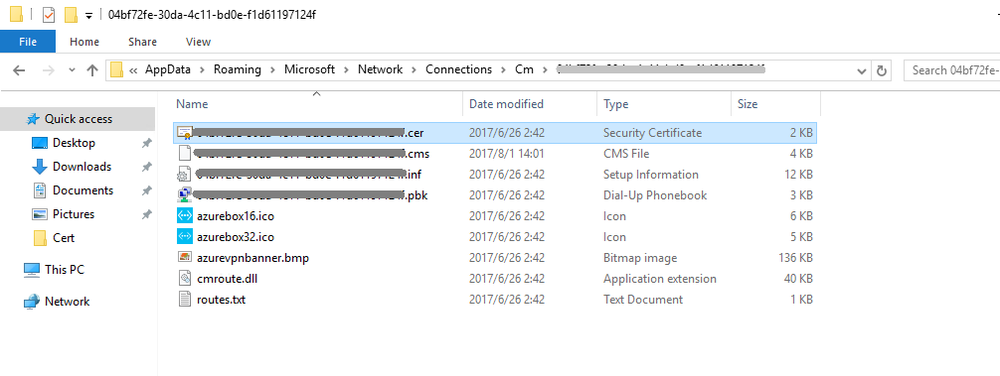 04bf72fe-30da-4c11-bd0e-f1d61197124f
File Home Share View
« AppData Roaming Microsoft Network Connections Cm Search 04bf72fe-
Name Date modified Type Size
Quick access
Desktop
Downloads
Documents
Pictures
Cert
This PC
Network
.cer 2017/6/26 2:42 Security Certificate 2 KB
.cms 2017/8/1 14:01 CMS File 4 KB
.inf 2017/6/26 2:42 Setup Information 12 KB
.pbk 2017/6/26 2:42 Dial-Up Phonebook 3 KB
azurebox16.ico 2017/6/26 2:42 Icon 6 KB
azurebox32.ico 2017/6/26 2:42 Icon 5 KB
azurevpnbanner.bmp 2017/6/26 2:42 Bitmap image 136 KB
cmroute.dll 2017/6/26 2:42 Application extension 40 KB
routes.txt 2017/6/26 2:42 Text Document 1 KB